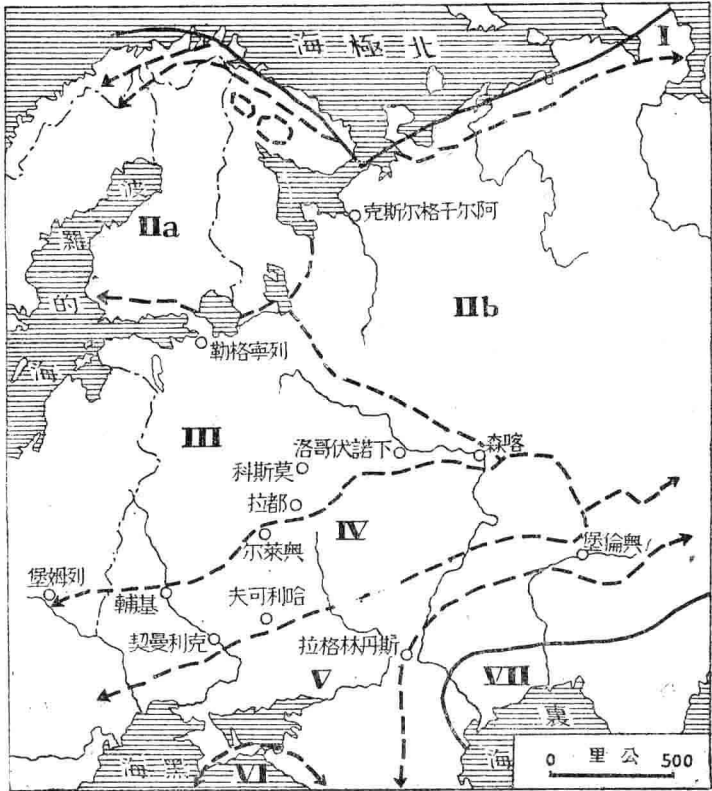 北極海
I
波羅的海
IIa
阿尔干格尔斯克
IIb
列寧格勒
III
下諾伏哥洛
喀森
莫斯科
都拉
興萊尔
IV
興倫堡
列姆堡
基輔
哈利可夫
克利曼契
斯丹林格拉
V
VII
裏海
黑海
VI
公里
0 500